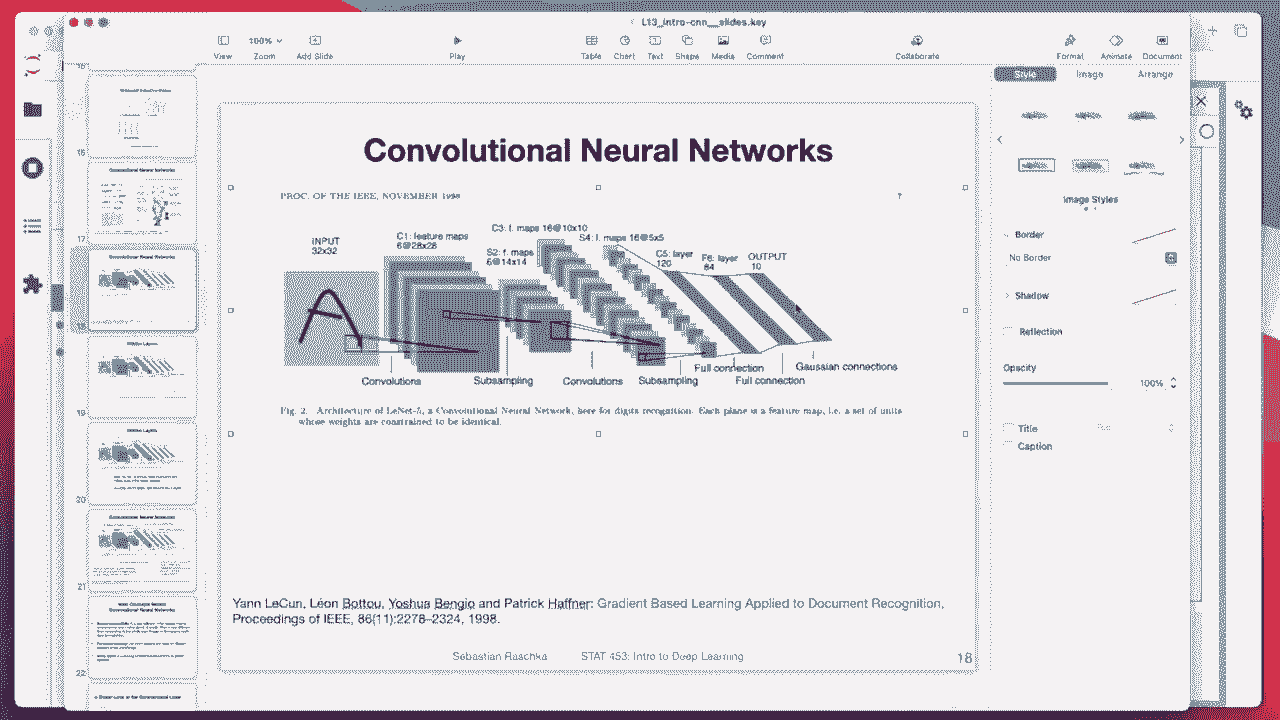 L13_intro-cnn__slides.key
100%
View
Zoom
Add Slide
Play
Table
Chart
Text
Shape
Media
Comment
Collaborate
Format
Animate
Document
Style
Image
Arrange
16
17
18
19
20
21
22
Convolutional Neural Networks
PROC. OF THE IEEE, NOVEMBER 1998
7
INPUT
32x32
C1: feature maps
6@28x28
C3: f. maps 16@10x10
S2: f. maps
6@14x14
S4: f. maps 16@5x5
C5: layer
120
F6: layer
84
OUTPUT
10
A
Convolutions
Subsampling
Convolutions
Subsampling
Full connection
Full connection
Gaussian connections
Fig. 2. Architecture of LeNet-5, a Convolutional Neural Network, here for digits recognition. Each plane is a feature map, i.e. a set of units
whose weights are constrained to be identical.
Yann LeCun, Léon Bottou, Yoshua Bengio and Patrick Haffner: Gradient Based Learning Applied to Document Recognition,
Proceedings of IEEE, 86(11):2278–2324, 1998.
Sebastian Raschka
STAT 453: Intro to Deep Learning
18
Image Styles
Border
No Border
Shadow
Reflection
Opacity
100%
Title
Caption